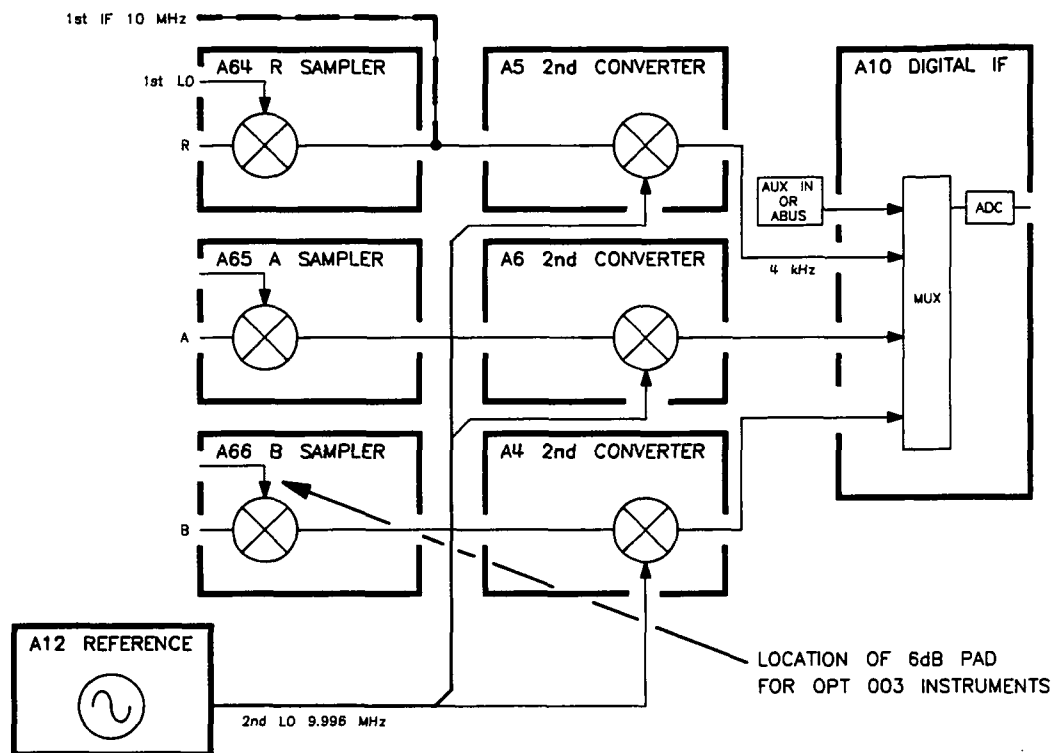 1st IF 10 MHz
A64 R SAMPLER
A5 2nd CONVERTER
A10 DIGITAL IF
1st LO
R
AUX IN
OR
ABUS
ADC
4 kHz
MUX
A65 A SAMPLER
A6 2nd CONVERTER
A
A66 B SAMPLER
A4 2nd CONVERTER
B
A12 REFERENCE
2nd LO 9.996 MHz
LOCATION OF 6dB PAD
FOR OPT 003 INSTRUMENTS